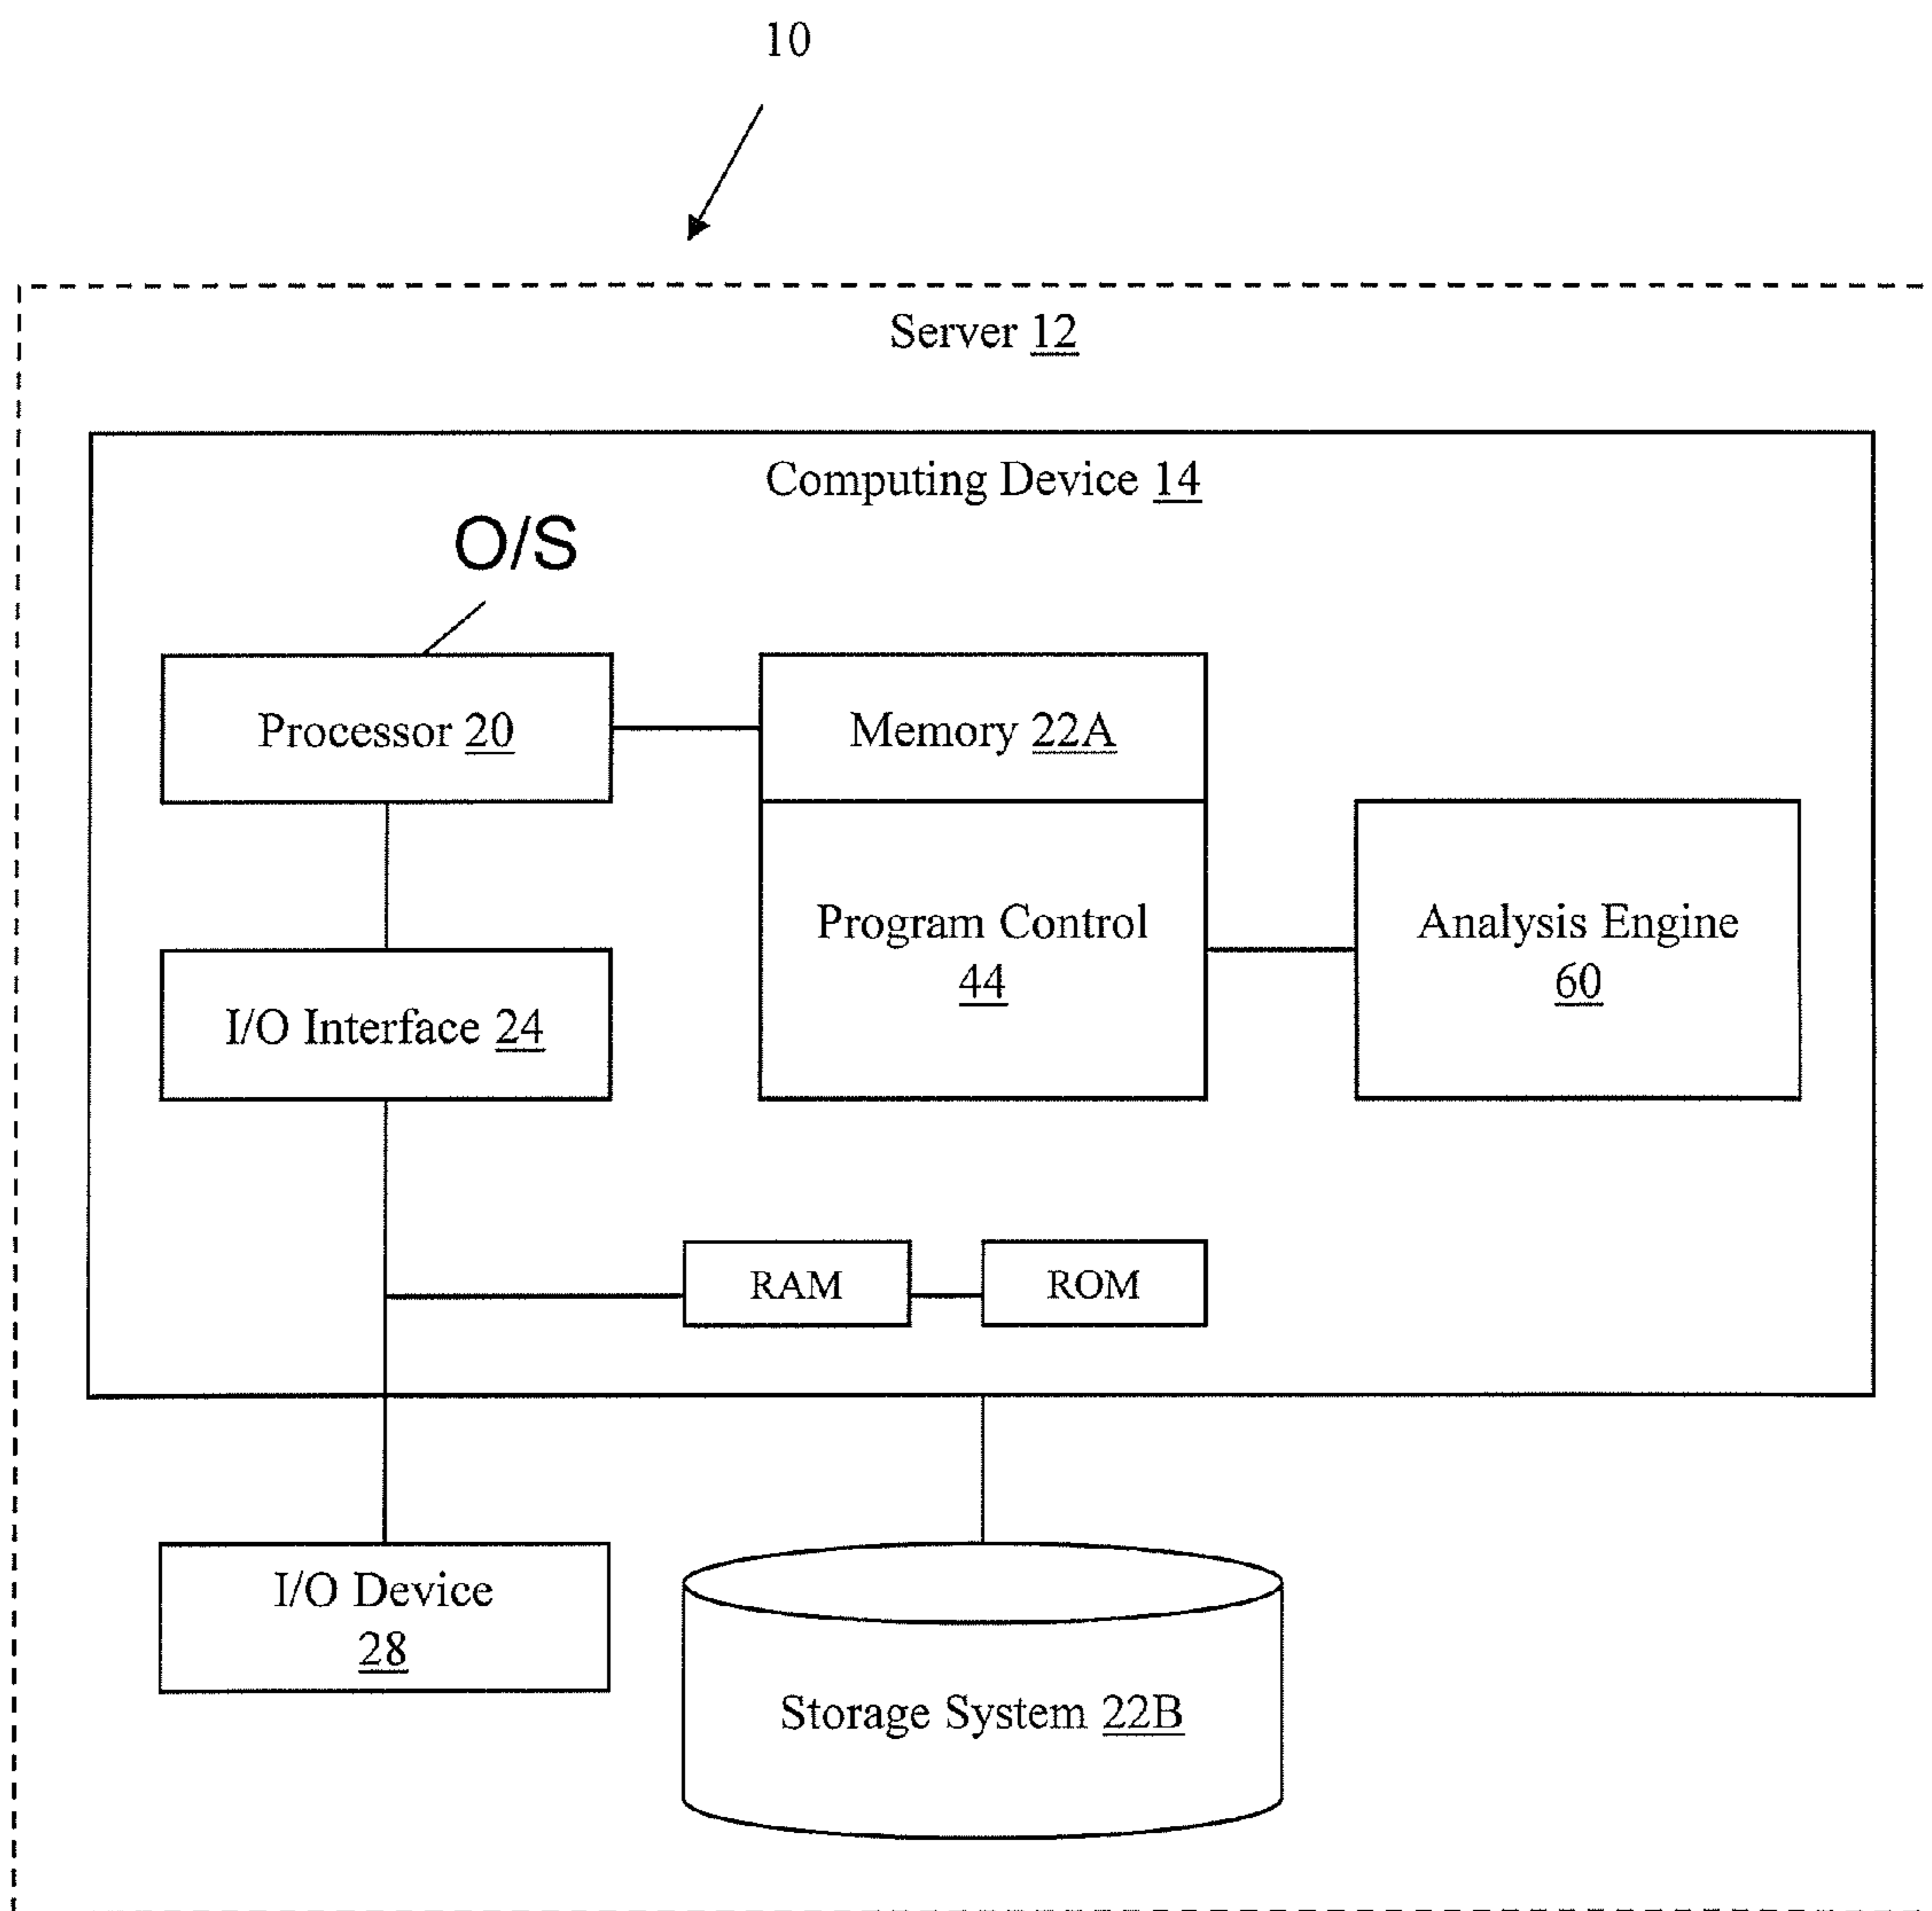 10
Server 12
Computing Device 14
O/S
Processor 20
Memory 22A
Program Control
44
Analysis Engine
60
I/O Interface 24
RAM
ROM
I/O Device
28
Storage System 22B